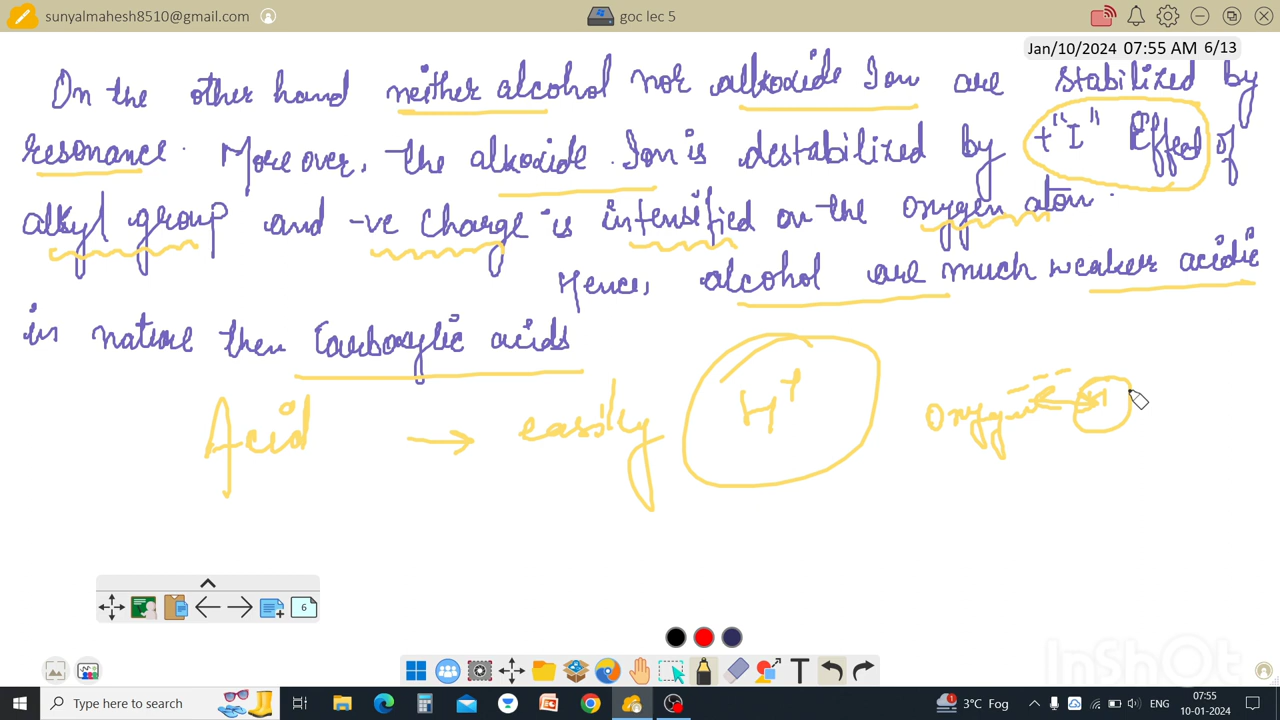 sunyalmahesh8510@gmail.com
goc lec 5
Jan/10/2024 07:55 AM 6/13
On the other hand neither alcohol nor alkoxide Ion are stabilized by
resonance. More over, the alkoxide Ion is destabilized by +"I" Effect of
alkyl group and -ve charge is intensified on the oxygen atom.
Hence, alcohol are much weaker acidic
in nature then Carboxylic acids
Acid → easily H+ Oxygen
6
Type here to search
3°C Fog
ENG
07:55
10-01-2024
InShOt